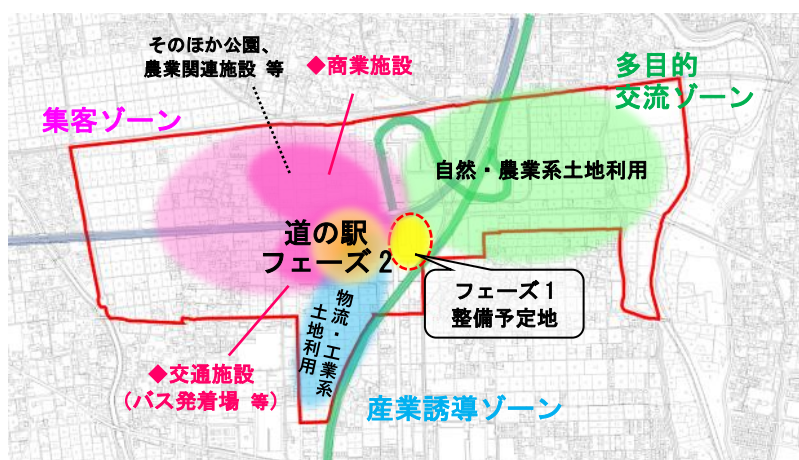 そのほか公園、
農業関連施設 等
◆商業施設
多目的
交流ゾーン
集客ゾーン
自然・農業系土地利用
道の駅
フェーズ2
フェーズ1
整備予定地
物流・工業系
土地利用
◆交通施設
（バス発着場 等）
産業誘導ゾーン